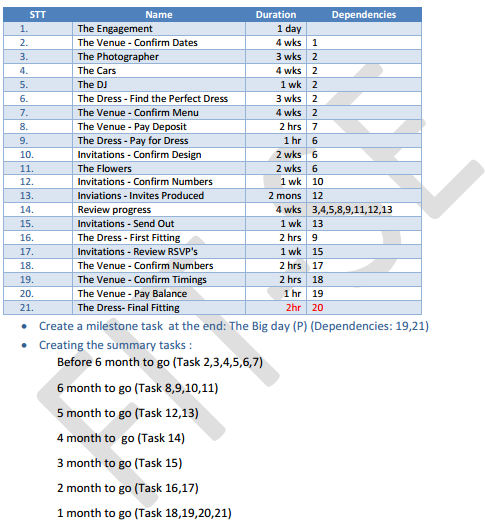 STT Name Duration Dependencies
1. The Engagement 1 day
2. The Venue - Confirm Dates 4 wks 1
3. The Photographer 3 wks 2
4. The Cars 4 wks 2
5. The DJ 1 wk 2
6. The Dress - Find the Perfect Dress 3 wks 2
7. The Venue - Confirm Menu 4 wks 2
8. The Venue - Pay Deposit 2 hrs 7
9. The Dress - Pay for Dress 1 hr 6
10. Invitations - Confirm Design 2 wks 6
11. The Flowers 2 wks 6
12. Invitations - Confirm Numbers 1 wk 10
13. Inviations - Invites Produced 2 mons 12
14. Review progress 4 wks 3,4,5,8,9,11,12,13
15. Invitations - Send Out 1 wk 13
16. The Dress - First Fitting 2 hrs 9
17. Invitations - Review RSVP's 1 wk 15
18. The Venue - Confirm Numbers 2 hrs 17
19. The Venue - Confirm Timings 2 hrs 18
20. The Venue - Pay Balance 1 hr 19
21. The Dress- Final Fitting 2hr 20
• Create a milestone task at the end: The Big day (P) (Dependencies: 19,21)
• Creating the summary tasks :
Before 6 month to go (Task 2,3,4,5,6,7)
6 month to go (Task 8,9,10,11)
5 month to go (Task 12,13)
4 month to go (Task 14)
3 month to go (Task 15)
2 month to go (Task 16,17)
1 month to go (Task 18,19,20,21)